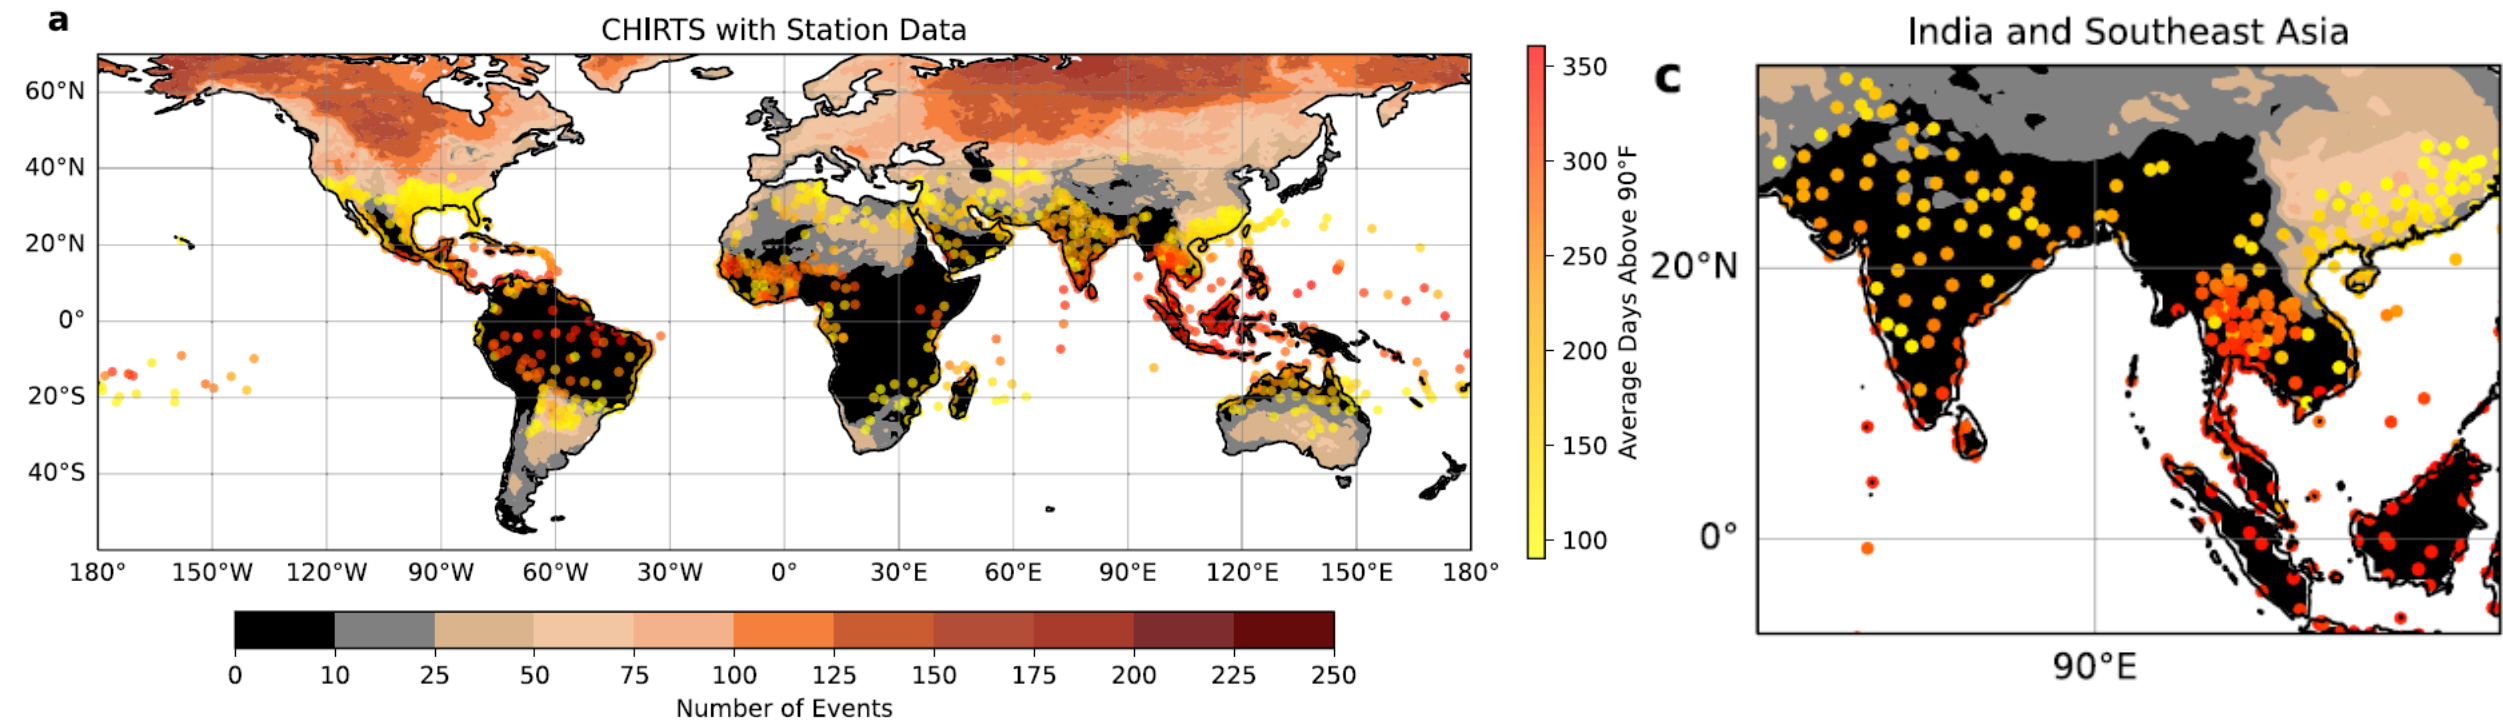 a
CHIRTS with Station Data
60°N
40°N
20°N
0°
20°S
40°S
180° 150°W 120°W 90°W 60°W 30°W 0° 30°E 60°E 90°E 120°E 150°E 180°
0 10 25 50 75 100 125 150 175 200 225 250
Number of Events
350
300
250
200
150
100
Average Days Above 90°F
c
India and Southeast Asia
20°N
0°
90°E